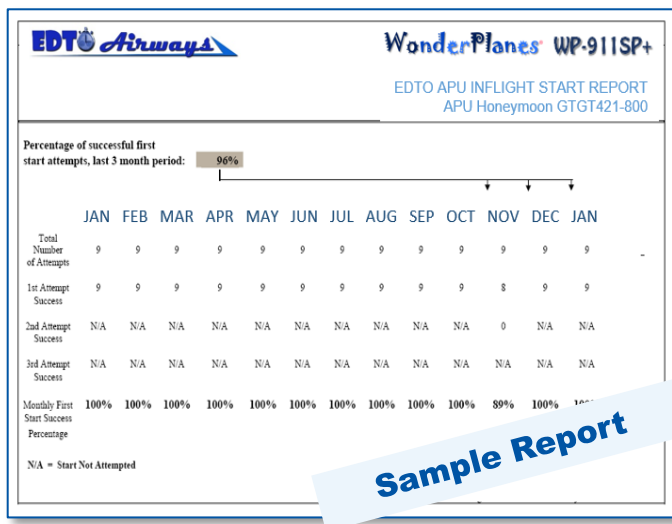 EDTO Airways
WonderPlanes WP-911SP+
EDTO APU INFLIGHT START REPORT
APU Honeymoon GTGT421-800
Percentage of successful first
start attempts, last 3 month period: 96%
JAN FEB MAR APR MAY JUN JUL AUG SEP OCT NOV DEC JAN
Total
Number
of Attempts
9 9 9 9 9 9 9 9 9 9 9 9 9
1st Attempt
Success
9 9 9 9 9 9 9 9 9 9 8 9 9
2nd Attempt
Success
N/A N/A N/A N/A N/A N/A N/A N/A N/A N/A 0 N/A N/A
3rd Attempt
Success
N/A N/A N/A N/A N/A N/A N/A N/A N/A N/A N/A N/A N/A
Monthly First
Start Success
Percentage
100% 100% 100% 100% 100% 100% 100% 100% 100% 100% 89% 100%
N/A = Start Not Attempted
Sample Report